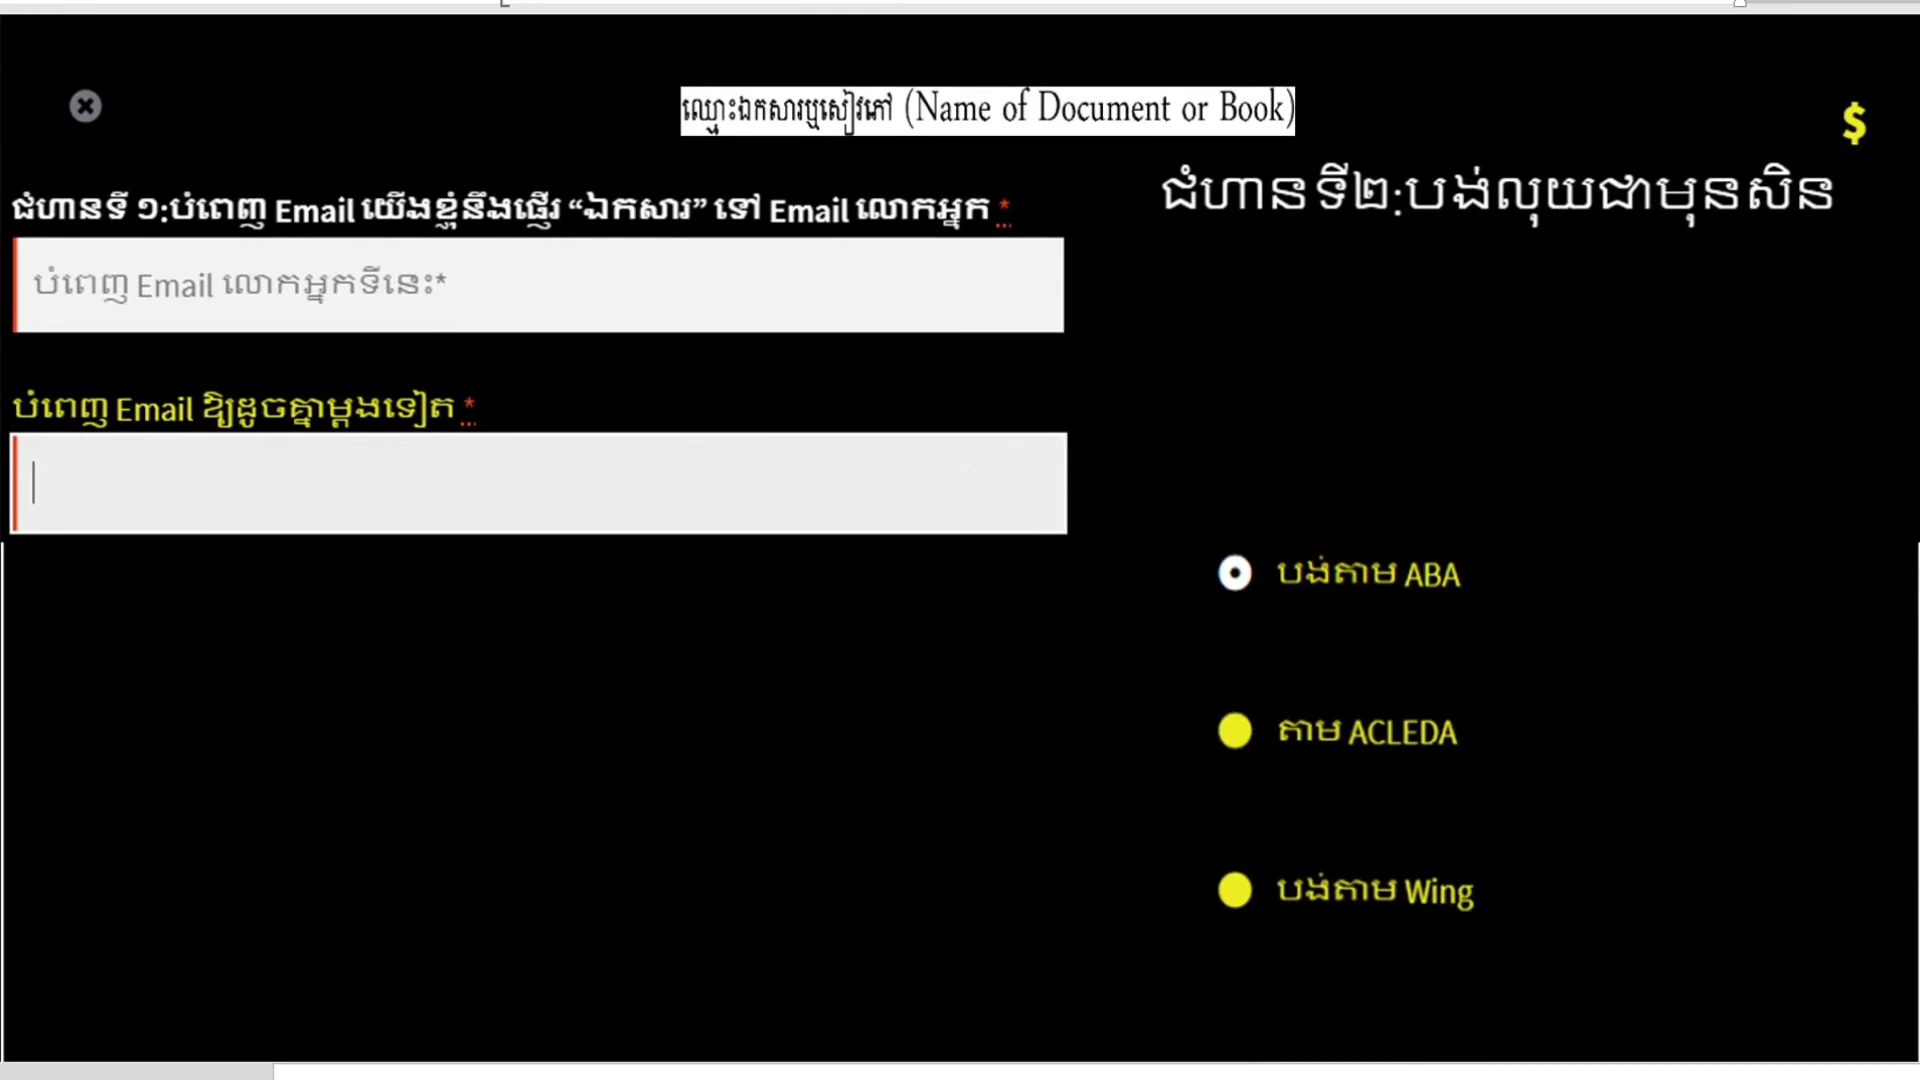 ឈ្មោះឯកសារឬសៀវភៅ (Name of Document or Book)
$
ជំហានទី ១:បំពេញ Email យើងខ្ញុំនឹងផ្ញើរ “ឯកសារ” ទៅ Email លោកអ្នក *
បំពេញ Email លោកអ្នកទីនេះ*
បំពេញ Email ឱ្យដូចគ្នាម្តងទៀត *
ជំហានទី២:បង់លុយជាមុនសិន
បង់តាម ABA
តាម ACLEDA
បង់តាម Wing